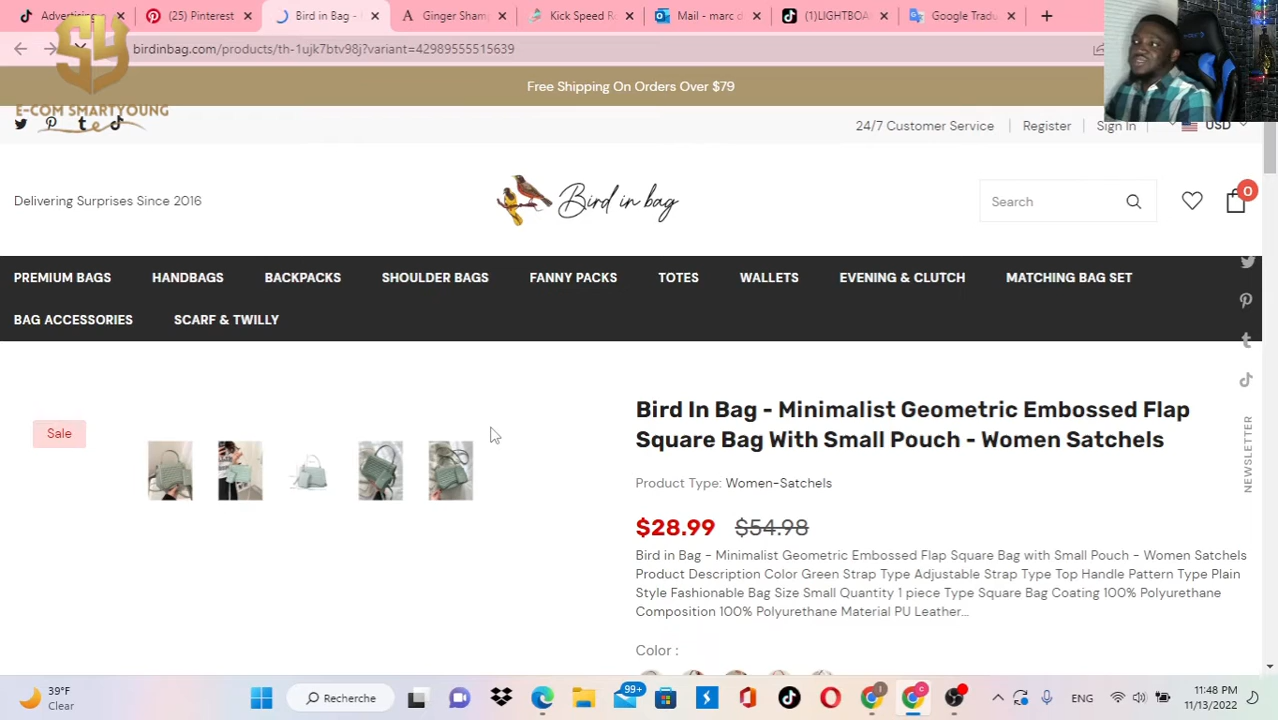 Advertising
(25) Pinterest
Bird in Bag -
Ginger Sham
Kick Speed R
Mail - marc d
(1)LIGHTBOA
Google Tradu
birdinbag.com/products/th-1ujk7btv98j?variant=42989555515639
SY
E-COM SMARTYOUNG
Free Shipping On Orders Over $79
24/7 Customer Service
Register
Sign In
USD
Delivering Surprises Since 2016
Bird in bag
Search
0
PREMIUM BAGS
HANDBAGS
BACKPACKS
SHOULDER BAGS
FANNY PACKS
TOTES
WALLETS
EVENING & CLUTCH
MATCHING BAG SET
BAG ACCESSORIES
SCARF & TWILLY
Sale
Bird In Bag - Minimalist Geometric Embossed Flap
Square Bag With Small Pouch - Women Satchels
Product Type: Women-Satchels
$28.99 $54.98
Bird in Bag - Minimalist Geometric Embossed Flap Square Bag with Small Pouch - Women Satchels
Product Description Color Green Strap Type Adjustable Strap Type Top Handle Pattern Type Plain
Style Fashionable Bag Size Small Quantity 1 piece Type Square Bag Coating 100% Polyurethane
Composition 100% Polyurethane Material PU Leather...
Color :
NEWSLETTER
39°F
Clear
Recherche
99+
ENG
11:48 PM
11/13/2022